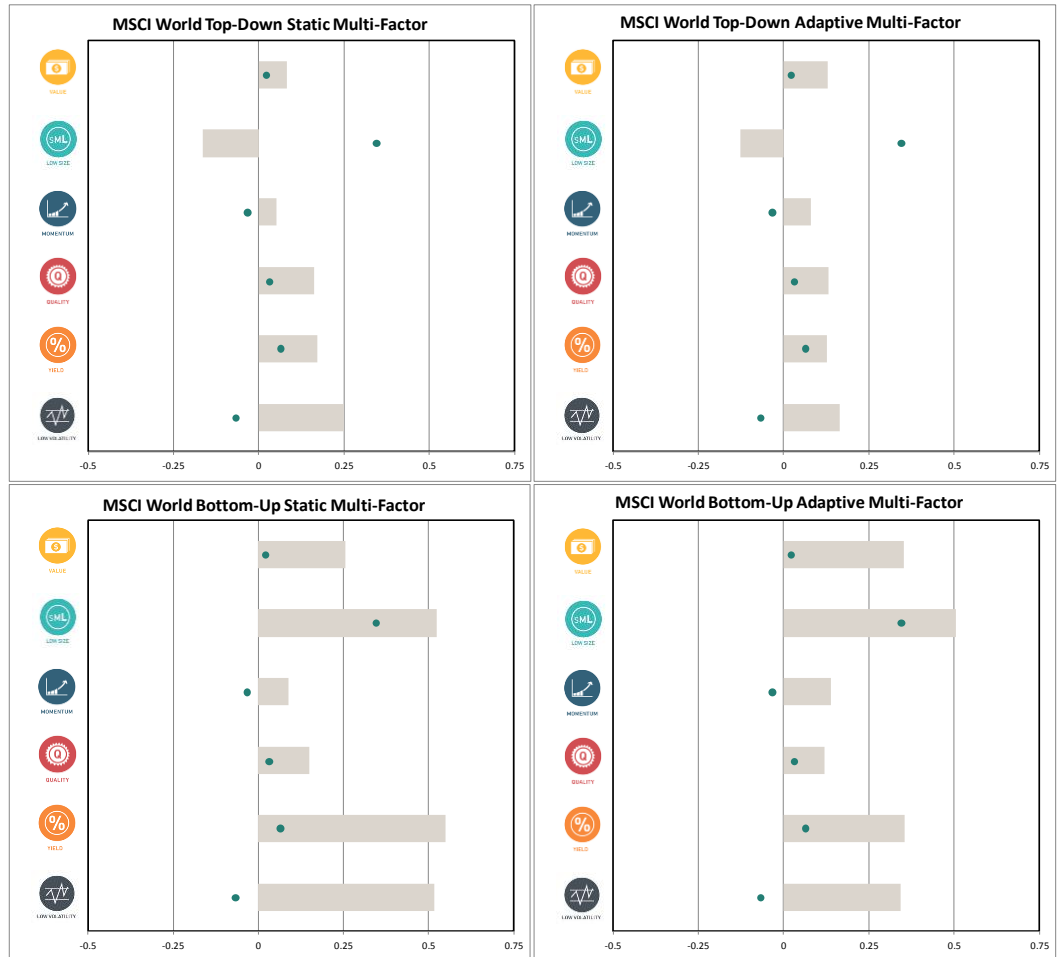 MSCI World Top-Down Static Multi-Factor
$
VALUE
SML
LOW SIZE
MOMENTUM
Q
QUALITY
%
YIELD
LOW VOLATILITY
-0.5 -0.25 0 0.25 0.5 0.75
MSCI World Top-Down Adaptive Multi-Factor
$
VALUE
SML
LOW SIZE
MOMENTUM
Q
QUALITY
%
YIELD
LOW VOLATILITY
-0.5 -0.25 0 0.25 0.5 0.75
MSCI World Bottom-Up Static Multi-Factor
$
VALUE
SML
LOW SIZE
MOMENTUM
Q
QUALITY
%
YIELD
LOW VOLATILITY
-0.5 -0.25 0 0.25 0.5 0.75
MSCI World Bottom-Up Adaptive Multi-Factor
$
VALUE
SML
LOW SIZE
MOMENTUM
Q
QUALITY
%
YIELD
LOW VOLATILITY
-0.5 -0.25 0 0.25 0.5 0.75